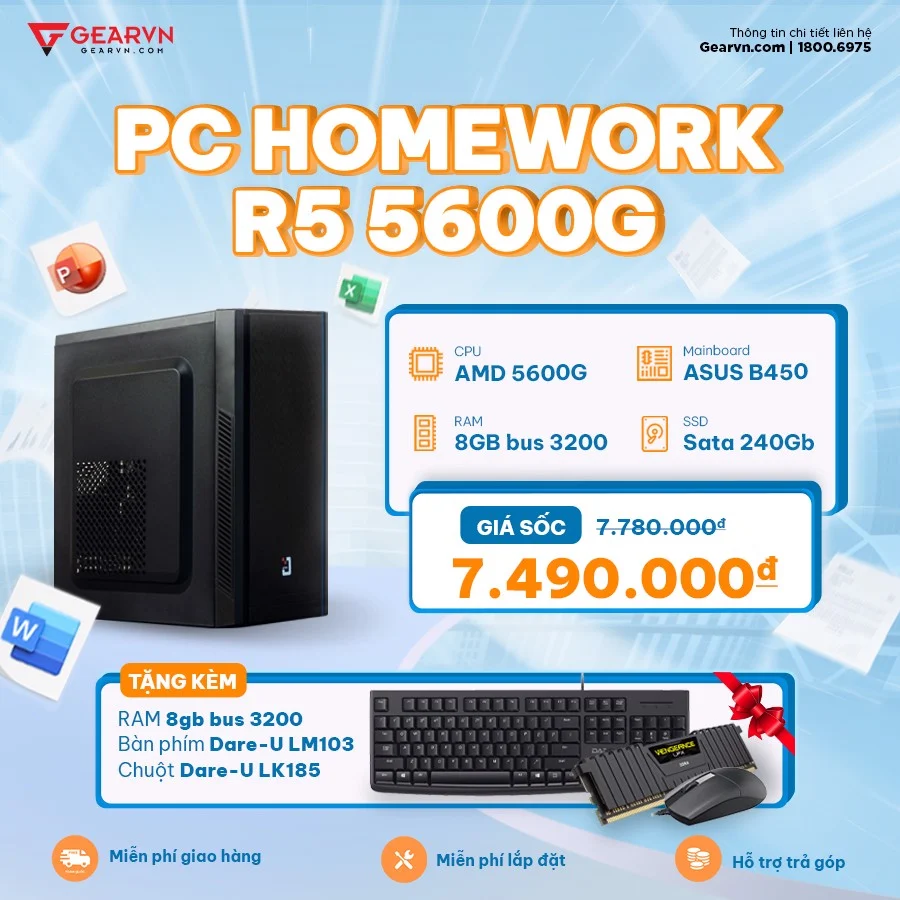 GEARVN
GEARVN.COM
Thông tin chi tiết liên hệ
Gearvn.com | 1800.6975
PC HOMEWORK
R5 5600G
P
X
W
CPU
AMD 5600G
Mainboard
ASUS B450
RAM
8GB bus 3200
SSD
Sata 240Gb
GIÁ SỐC 7.780.000đ
7.490.000đ
TẶNG KÈM
RAM 8gb bus 3200
Bàn phím Dare-U LM103
Chuột Dare-U LK185
VENGEANCE
LPX
DDR4
Miễn phí giao hàng
Miễn phí lắp đặt
Hỗ trợ trả góp